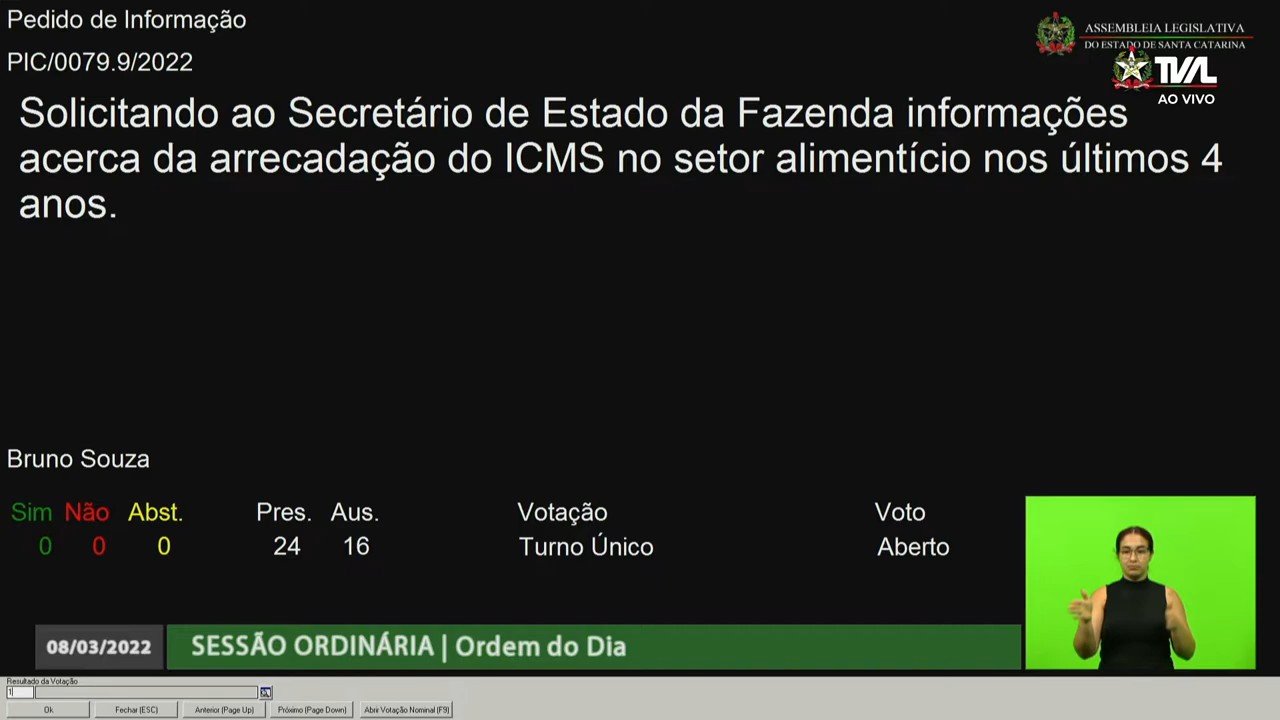 Pedido de Informação
PIC/0079.9/2022
ASSEMBLEIA LEGISLATIVA
DO ESTADO DE SANTA CATARINA
TVAL
AO VIVO
Solicitando ao Secretário de Estado da Fazenda informações
acerca da arrecadação do ICMS no setor alimentício nos últimos 4
anos.
Bruno Souza
Sim Não Abst. Pres. Aus. Votação Voto
0 0 0 24 16 Turno Único Aberto
08/03/2022 SESSÃO ORDINÁRIA | Ordem do Dia
Resultado da Votação
1
Ok Fechar (ESC) Anterior (Page Up) Próximo (Page Down) Abrir Votação Nominal (F9)